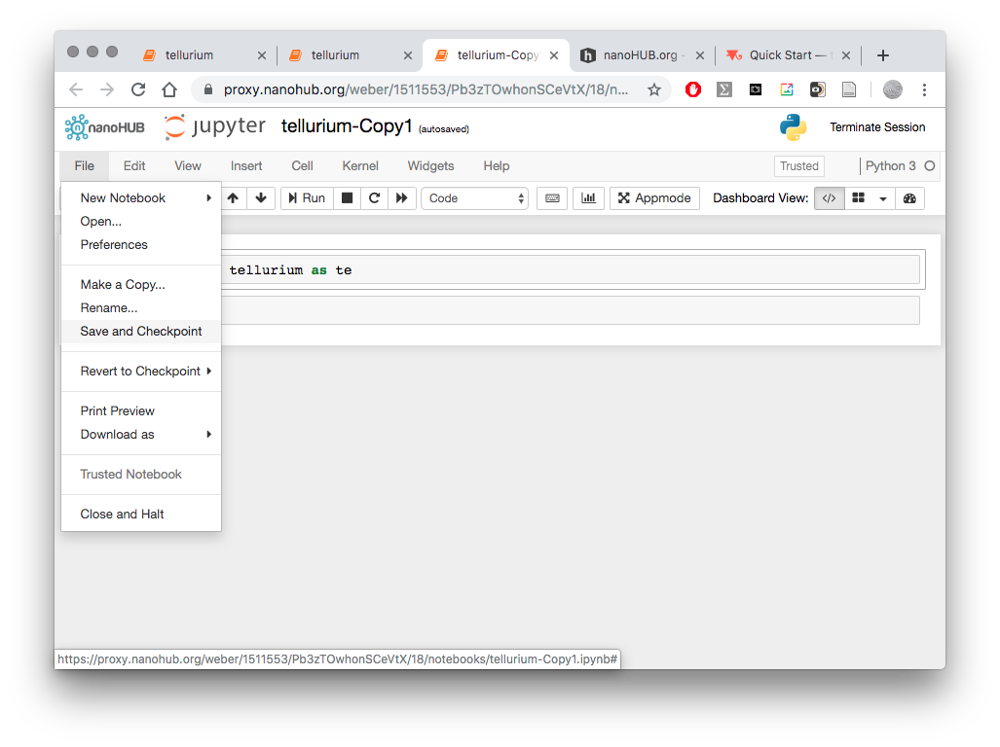 tellurium
tellurium
tellurium-Copy
nanoHUB.org -
Quick Start —
proxy.nanohub.org/weber/1511553/Pb3zTOwhonSCeVtX/18/n...
nanoHUB jupyter tellurium-Copy1 (autosaved) Terminate Session
File Edit View Insert Cell Kernel Widgets Help Trusted Python 3
Run Code Appmode Dashboard View: </>
New Notebook
Open...
Preferences
Make a Copy...
Rename...
Save and Checkpoint
Revert to Checkpoint
Print Preview
Download as
Trusted Notebook
Close and Halt
tellurium as te
https://proxy.nanohub.org/weber/1511553/Pb3zTOwhonSCeVtX/18/notebooks/tellurium-Copy1.ipynb#